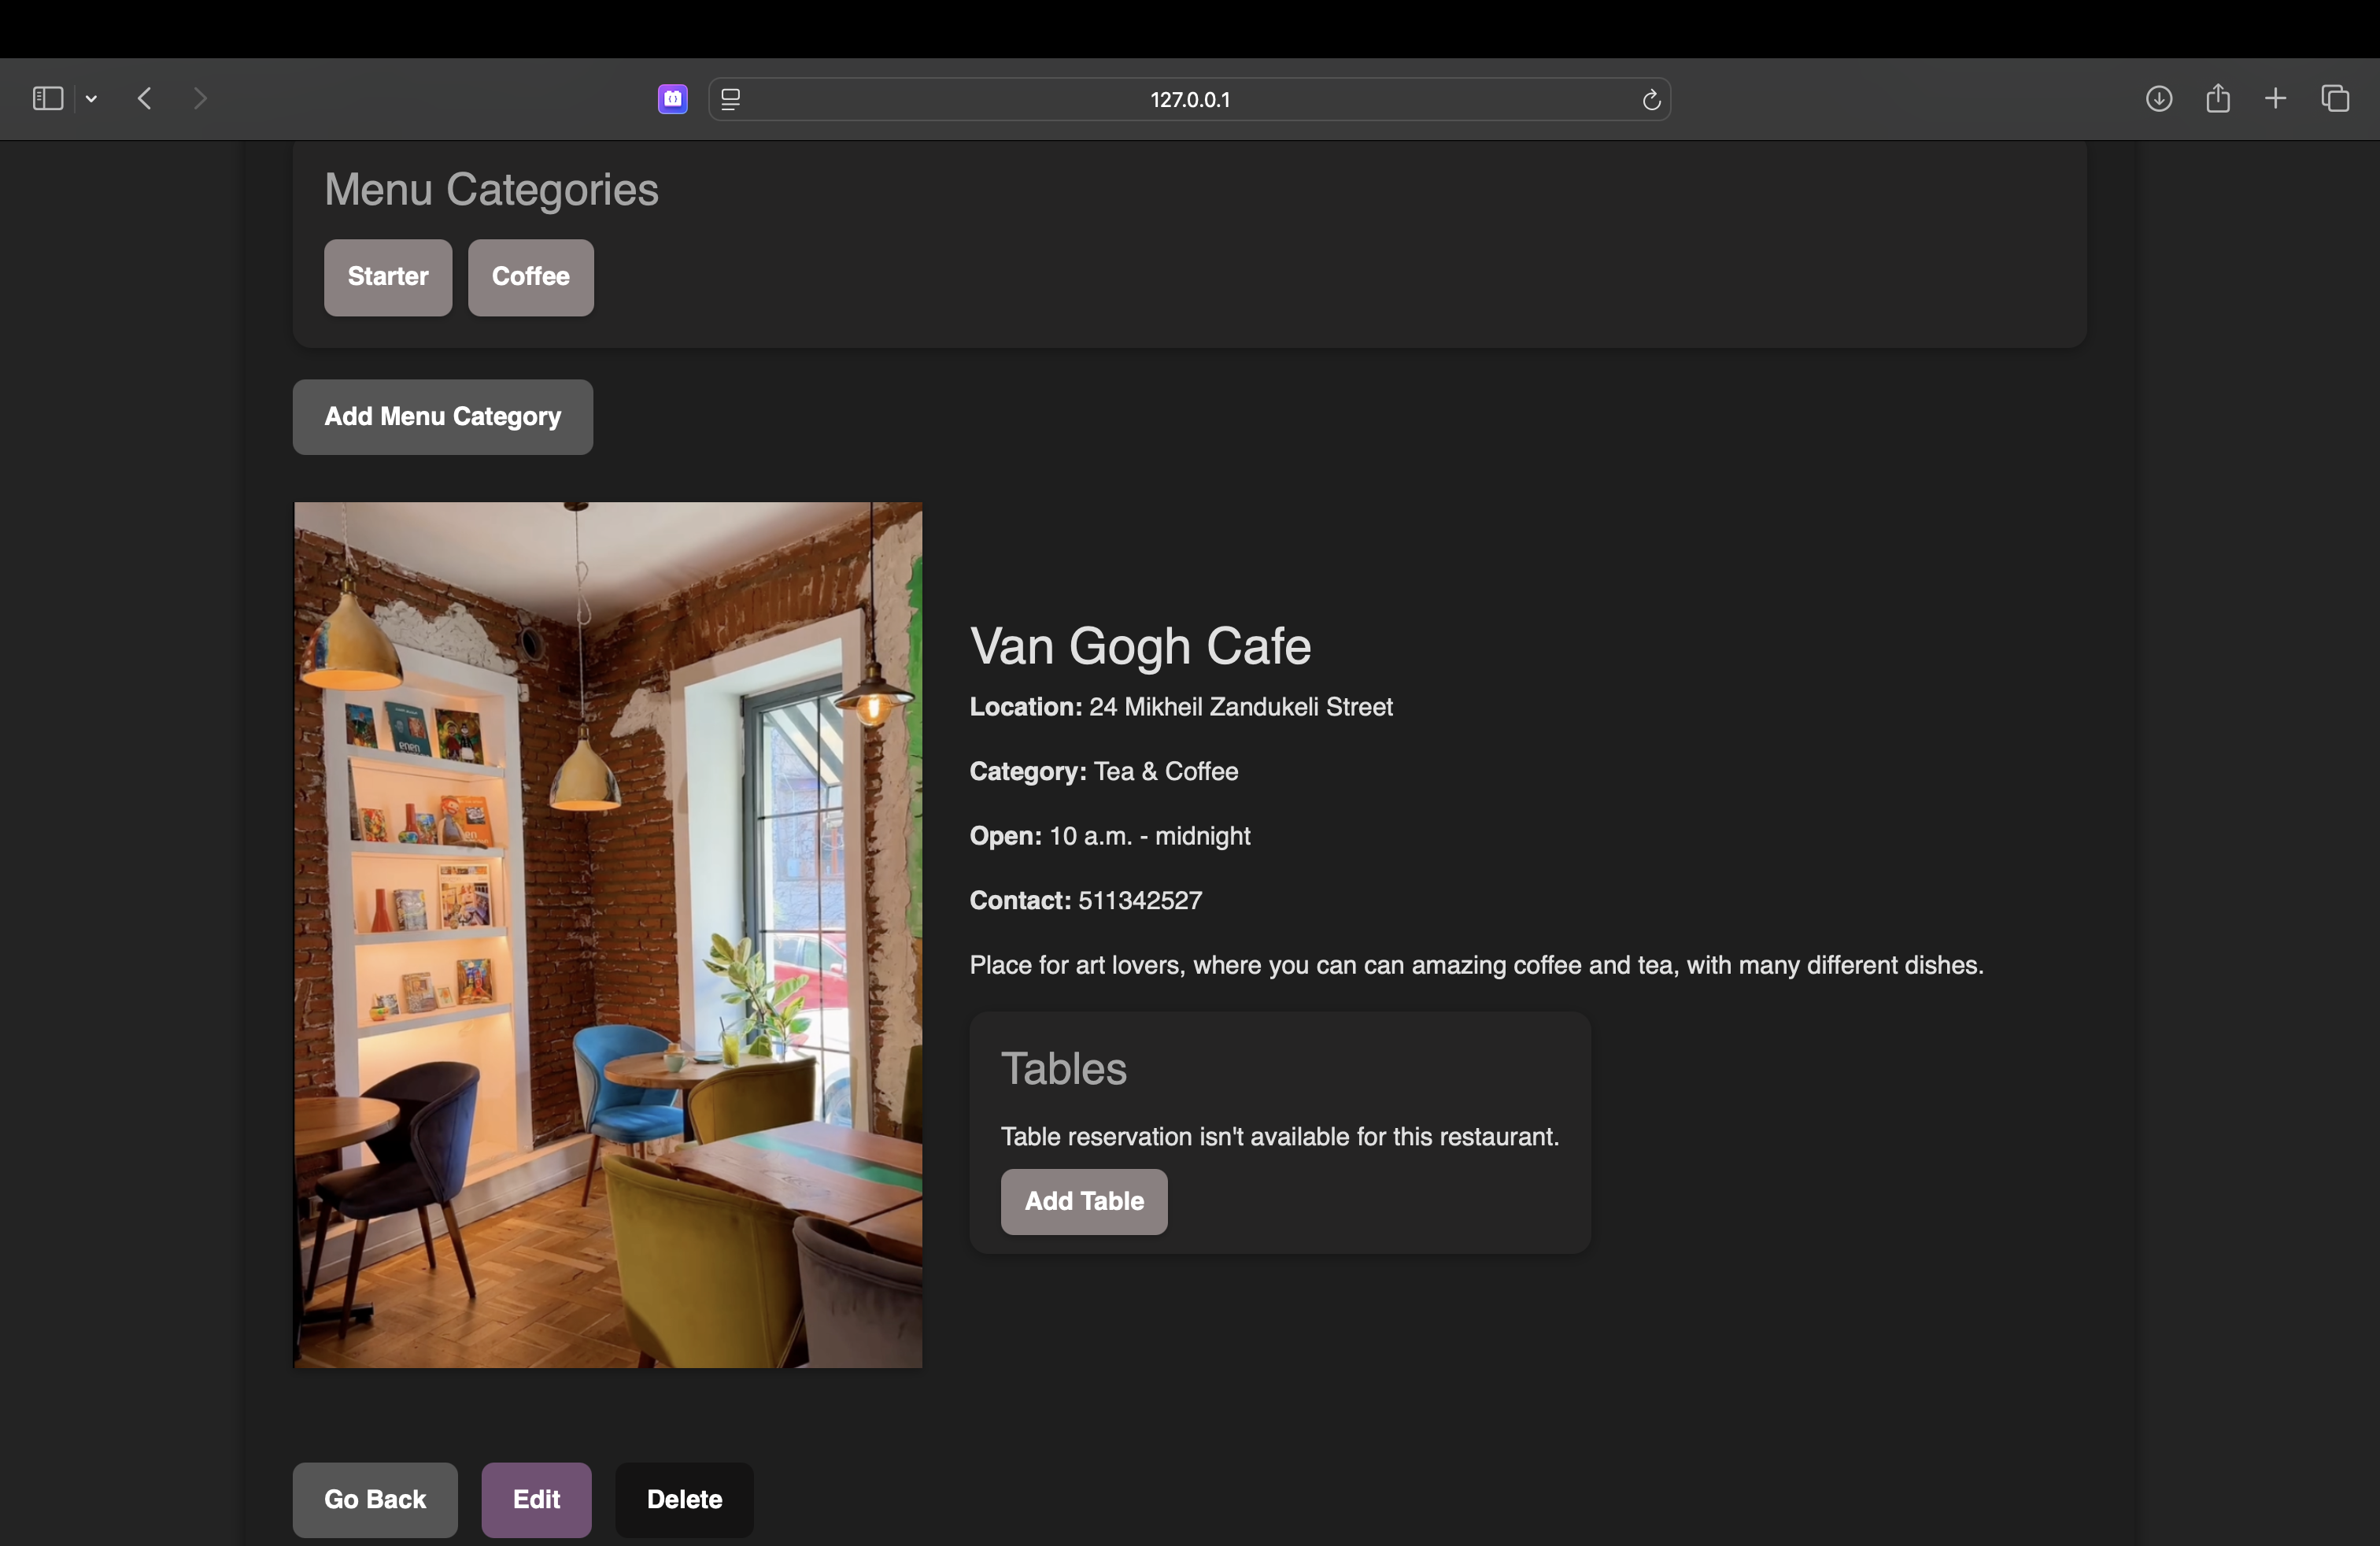 127.0.0.1
Menu Categories
Starter
Coffee
Add Menu Category
enen
en
Van Gogh Cafe
Location: 24 Mikheil Zandukeli Street
Category: Tea & Coffee
Open: 10 a.m. - midnight
Contact: 511342527
Place for art lovers, where you can can amazing coffee and tea, with many different dishes.
Tables
Table reservation isn't available for this restaurant.
Add Table
Go Back
Edit
Delete